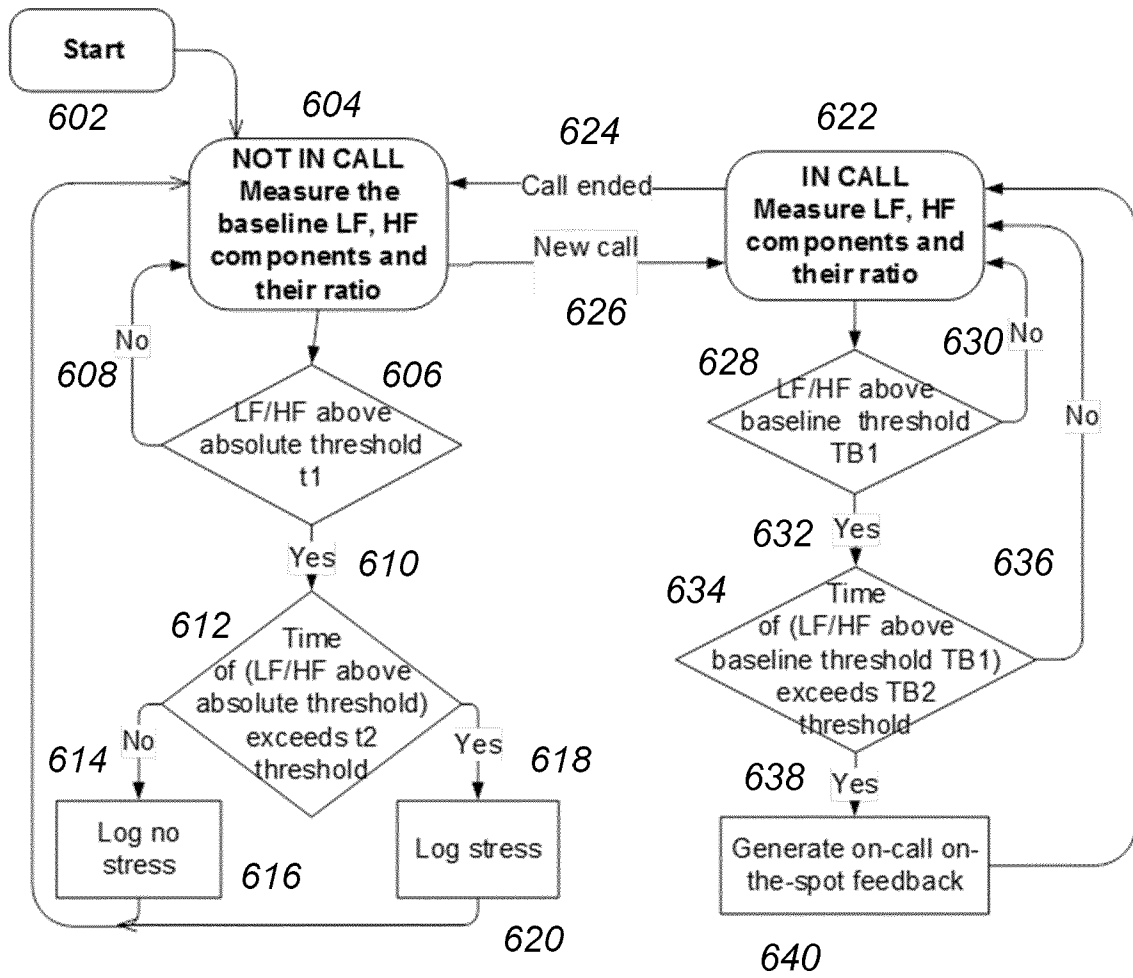 Start
602
604
NOT IN CALL
Measure the
baseline LF, HF
components and
their ratio
624
Call ended
New call
626
622
IN CALL
Measure LF, HF
components and
their ratio
No
608
606
LF/HF above
absolute threshold
t1
Yes
610
612
Time
of (LF/HF above
absolute threshold)
exceeds t2
threshold
No
614
Yes
618
Log no
stress
616
Log stress
620
628
630
No
LF/HF above
baseline threshold
TB1
No
632
Yes
636
634
Time
of (LF/HF above
baseline threshold TB1)
exceeds TB2
threshold
638
Yes
Generate on-call on-
the-spot feedback
640